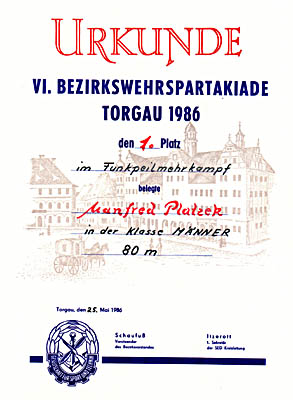 URKUNDE
VI. BEZIRKSWEHRSPARTAKIADE
TORGAU 1986
den 1. Platz
im Funkpeilmehrkampf
belegte
Manfred Platzek
in der Klasse MÄNNER
80 m
Torgau, den 25. Mai 1986
Schaufuß
Vorsitzender
des Bezirksvorstandes
Itzerott
1. Sekretär
der SED Kreisleitung